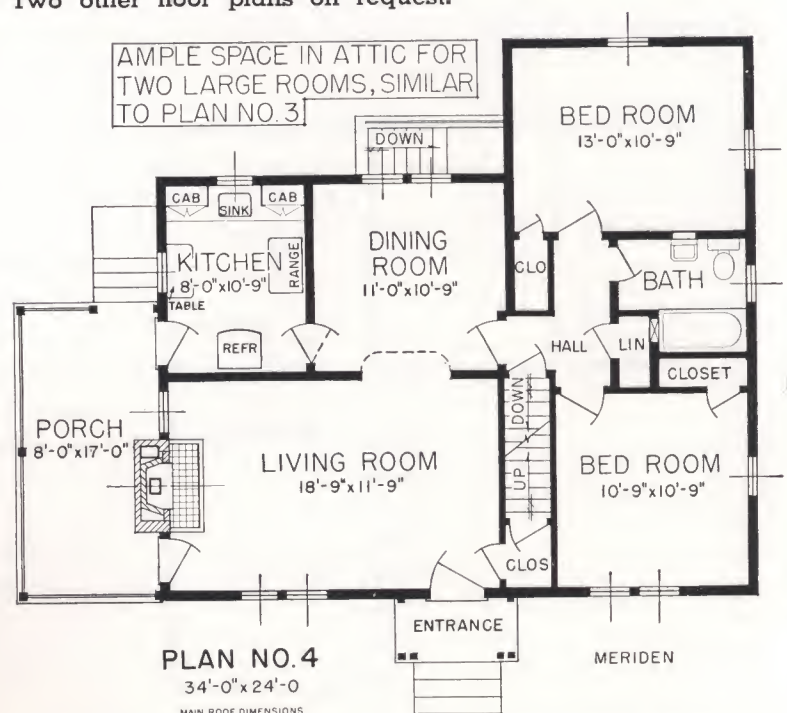 Two other floor plans on request.
AMPLE SPACE IN ATTIC FOR
TWO LARGE ROOMS, SIMILAR
TO PLAN NO.3
DOWN
BED ROOM
13'-0"x10'-9"
CAB
SINK
CAB
KITCHEN
8'-0"x10'-9"
RANGE
TABLE
REFR
DINING
ROOM
11'-0"x10'-9"
CLO
BATH
HALL
LIN
CLOSET
PORCH
8'-0"x17'-0"
LIVING ROOM
18'-9"x11'-9"
DOWN
UP
CLOS
BED ROOM
10'-9"x10'-9"
ENTRANCE
MERIDEN
PLAN NO.4
34'-0"x24'-0
MAIN ROOF DIMENSIONS